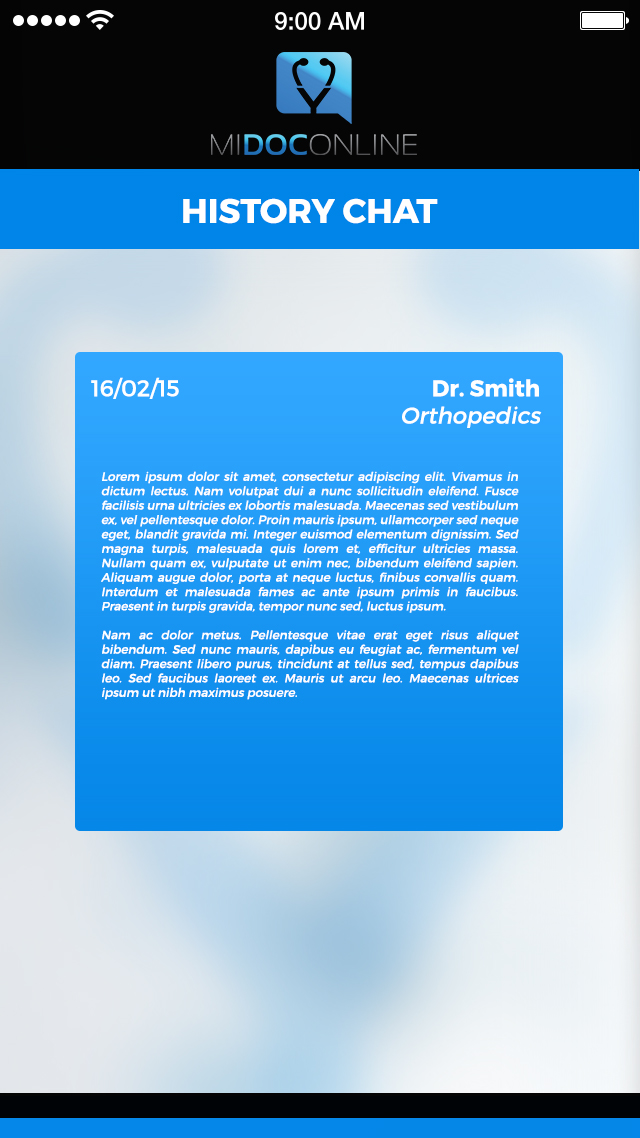 9:00 AM
MIDOCONLINE
HISTORY CHAT
16/02/15
Dr. Smith
Orthopedics
Lorem ipsum dolor sit amet, consectetur adipiscing elit. Vivamus in
dictum lectus. Nam volutpat dui a nunc sollicitudin eleifend. Fusce
facilisis urna ultricies ex lobortis malesuada. Maecenas sed vestibulum
ex, vel pellentesque dolor. Proin mauris ipsum, ullamcorper sed neque
eget, blandit gravida mi. Integer euismod elementum dignissim. Sed
magna turpis, malesuada quis lorem et, efficitur ultricies massa.
Nullam quam ex, vulputate ut enim nec, bibendum eleifend sapien.
Aliquam augue dolor, porta at neque luctus, finibus convallis quam.
Interdum et malesuada fames ac ante ipsum primis in faucibus.
Praesent in turpis gravida, tempor nunc sed, luctus ipsum.
Nam ac dolor metus. Pellentesque vitae erat eget risus aliquet
bibendum. Sed nunc mauris, dapibus eu feugiat ac, fermentum vel
diam. Praesent libero purus, tincidunt at tellus sed, tempus dapibus
leo. Sed faucibus laoreet ex. Mauris ut arcu leo. Maecenas ultrices
ipsum ut nibh maximus posuere.